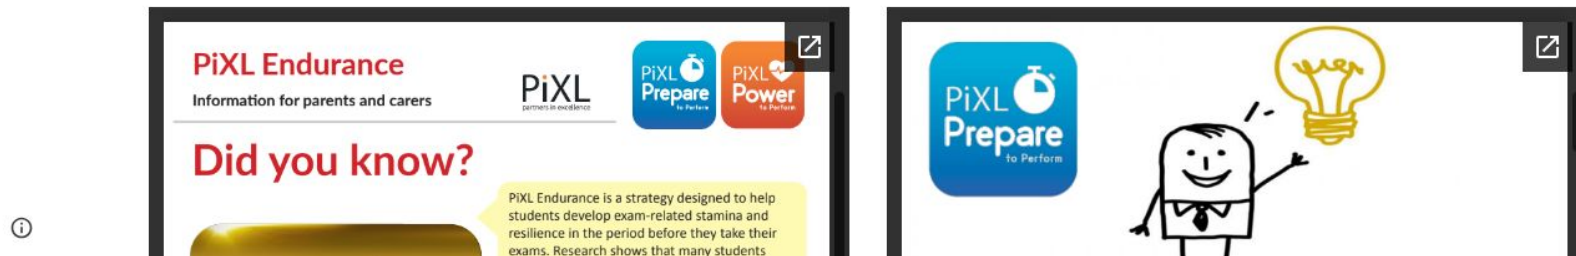 PiXL Endurance
Information for parents and carers
PiXL
partners in excellence
PiXL
Prepare
to Perform
PiXL
Power
to Perform
Did you know?
PiXL Endurance is a strategy designed to help
students develop exam-related stamina and
resilience in the period before they take their
exams. Research shows that many students
PiXL
Prepare
to Perform